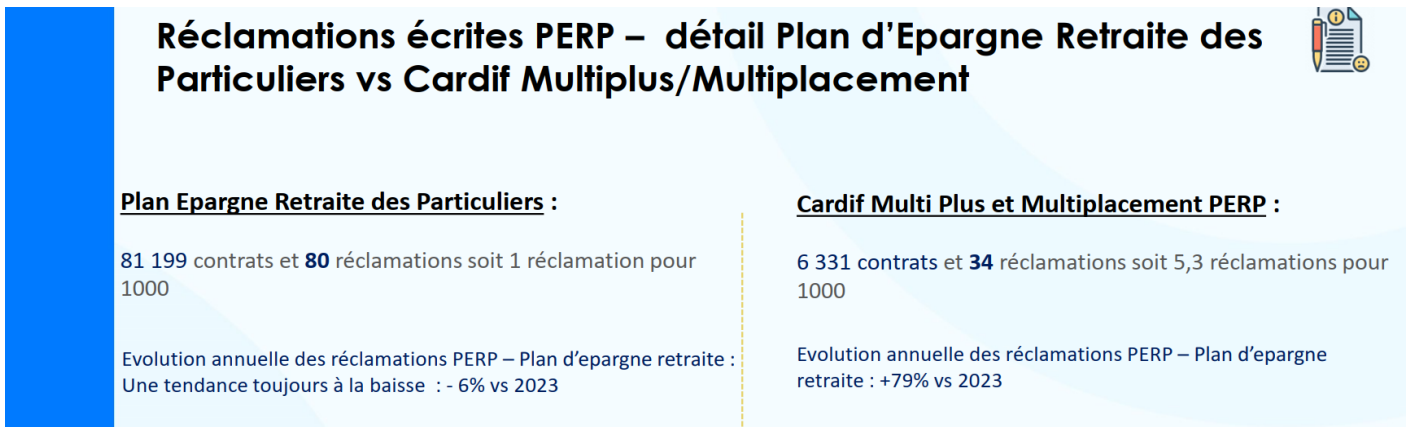 Réclamations écrites PERP – détail Plan d’Epargne Retraite des
Particuliers vs Cardif Multiplus/Multiplacement
Plan Epargne Retraite des Particuliers :
81 199 contrats et 80 réclamations soit 1 réclamation pour
1000
Evolution annuelle des réclamations PERP – Plan d’epargne retraite :
Une tendance toujours à la baisse : - 6% vs 2023
Cardif Multi Plus et Multiplacement PERP :
6 331 contrats et 34 réclamations soit 5,3 réclamations pour
1000
Evolution annuelle des réclamations PERP – Plan d’epargne
retraite : +79% vs 2023